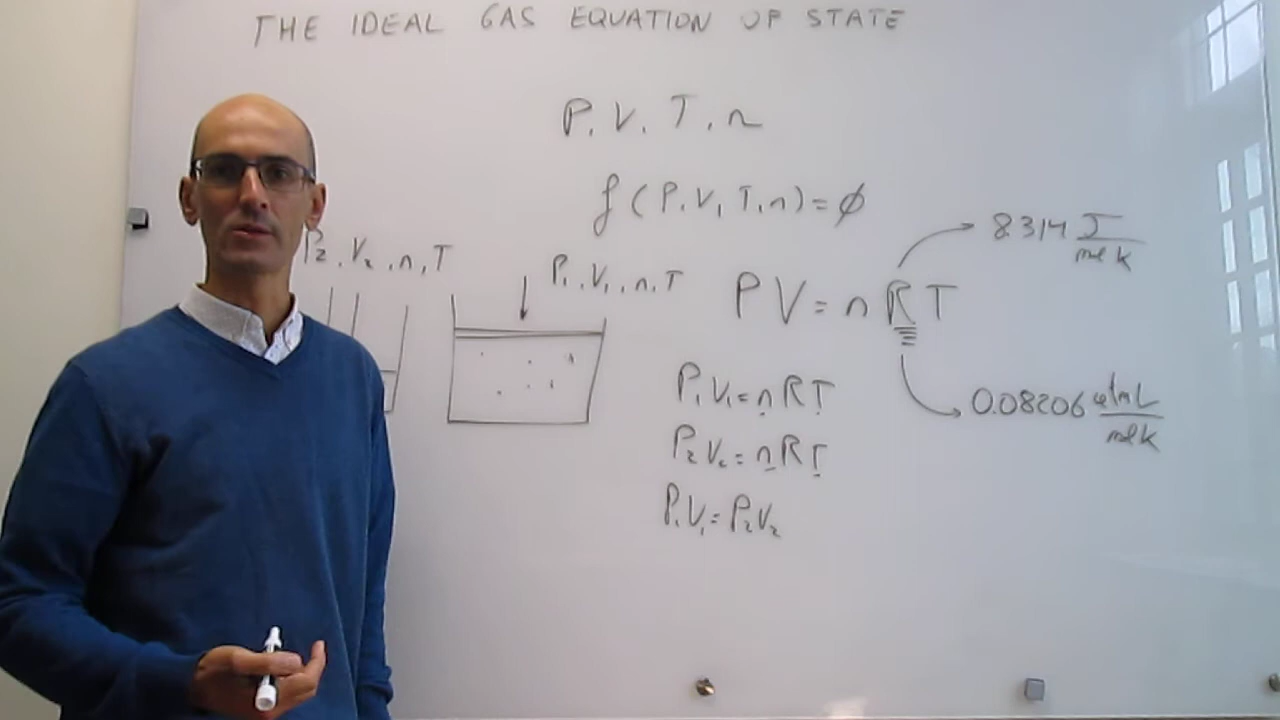 THE IDEAL GAS EQUATION OF STATE
P, V, T, n
f (P, V, T, n) = ϕ
P₂, V₂, n, T
P₁, V₁, n, T
PV = nRT
8.314 J/mol K
0.08206 atm L/mol K
P₁V₁ = nRT
P₂V₂ = nRT
P₁V₁ = P₂V₂